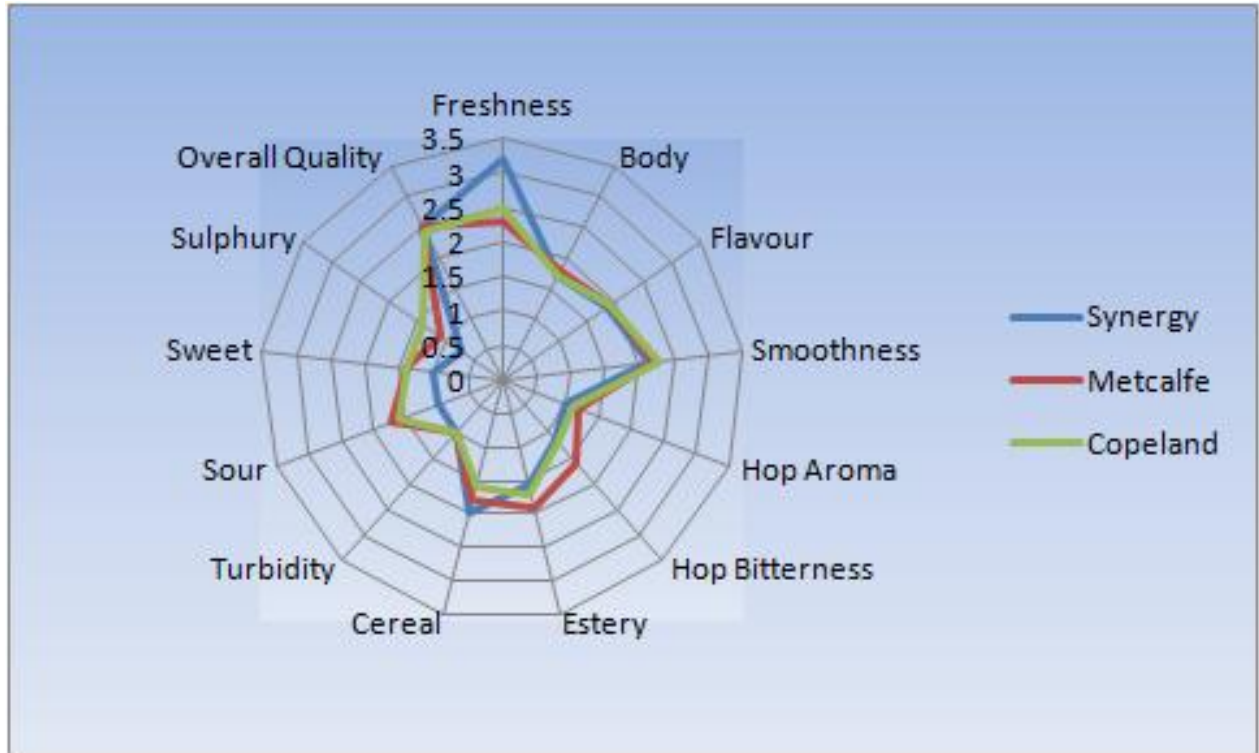 Freshness
Body
Flavour
Smoothness
Hop Aroma
Hop Bitterness
Estery
Cereal
Turbidity
Sour
Sweet
Sulphury
Overall Quality
3.5
3
2.5
2
1.5
1
0.5
0
Synergy
Metcalfe
Copeland